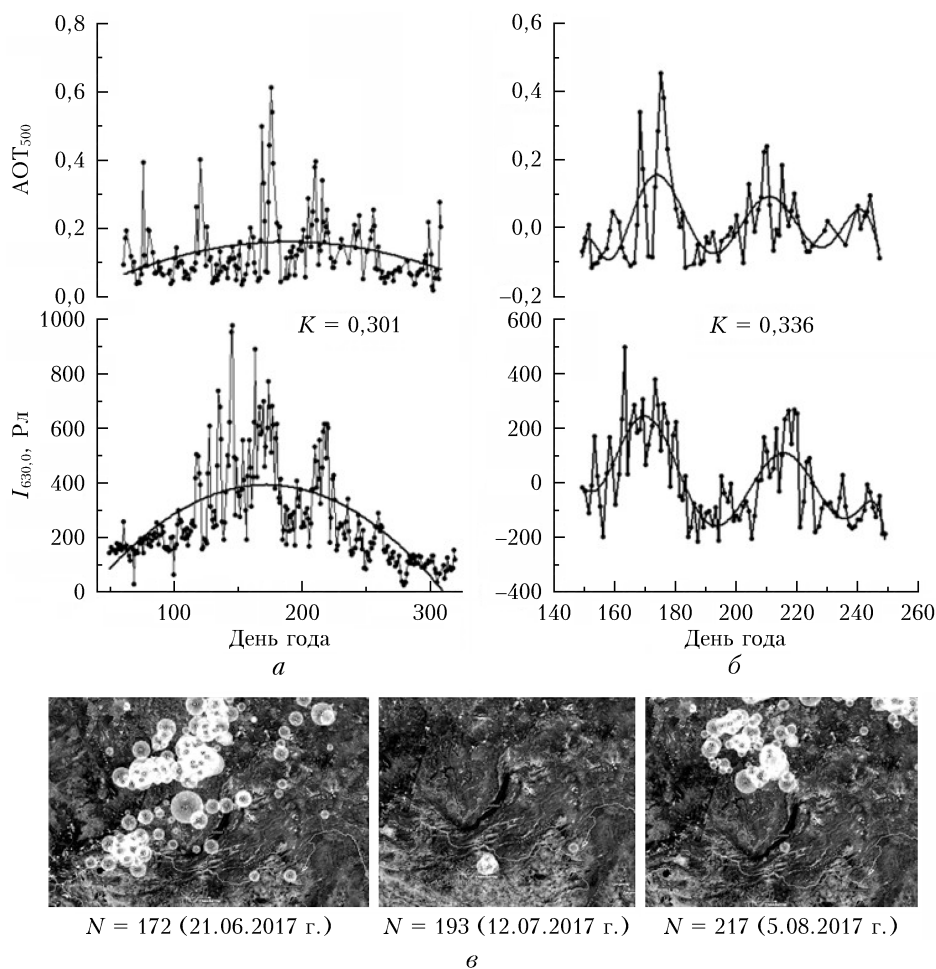 0,8
0,6
0,4
0,2
0,0
АОТ500
0,6
0,4
0,2
0,0
–0,2
K = 0,301
K = 0,336
1000
800
600
400
200
0
I630,0, Рл
600
400
200
0
–200
–400
100
200
300
140
160
180
200
220
240
260
День года
День года
а
б
N = 172 (21.06.2017 г.)
N = 193 (12.07.2017 г.)
N = 217 (5.08.2017 г.)
в